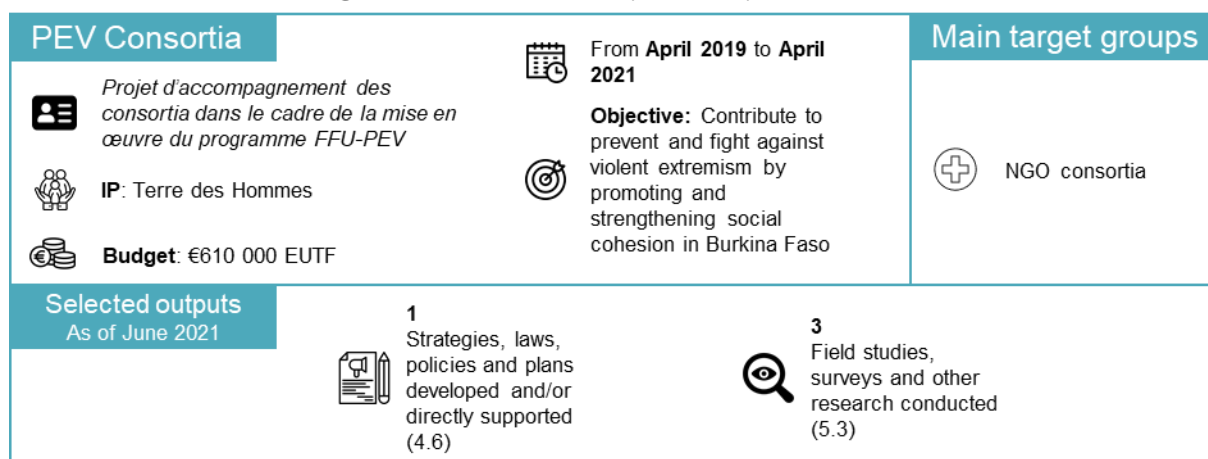 PEV Consortia
Projet d'accompagnement des
consortia dans le cadre de la mise en
œuvre du programme FFU-PEV
IP: Terre des Hommes
Budget: €610 000 EUTF
From April 2019 to April
2021
Objective: Contribute to
prevent and fight against
violent extremism by
promoting and
strengthening social
cohesion in Burkina Faso
Main target groups
NGO consortia
Selected outputs
As of June 2021
1
Strategies, laws,
policies and plans
developed and/or
directly supported
(4.6)
3
Field studies,
surveys and other
research conducted
(5.3)